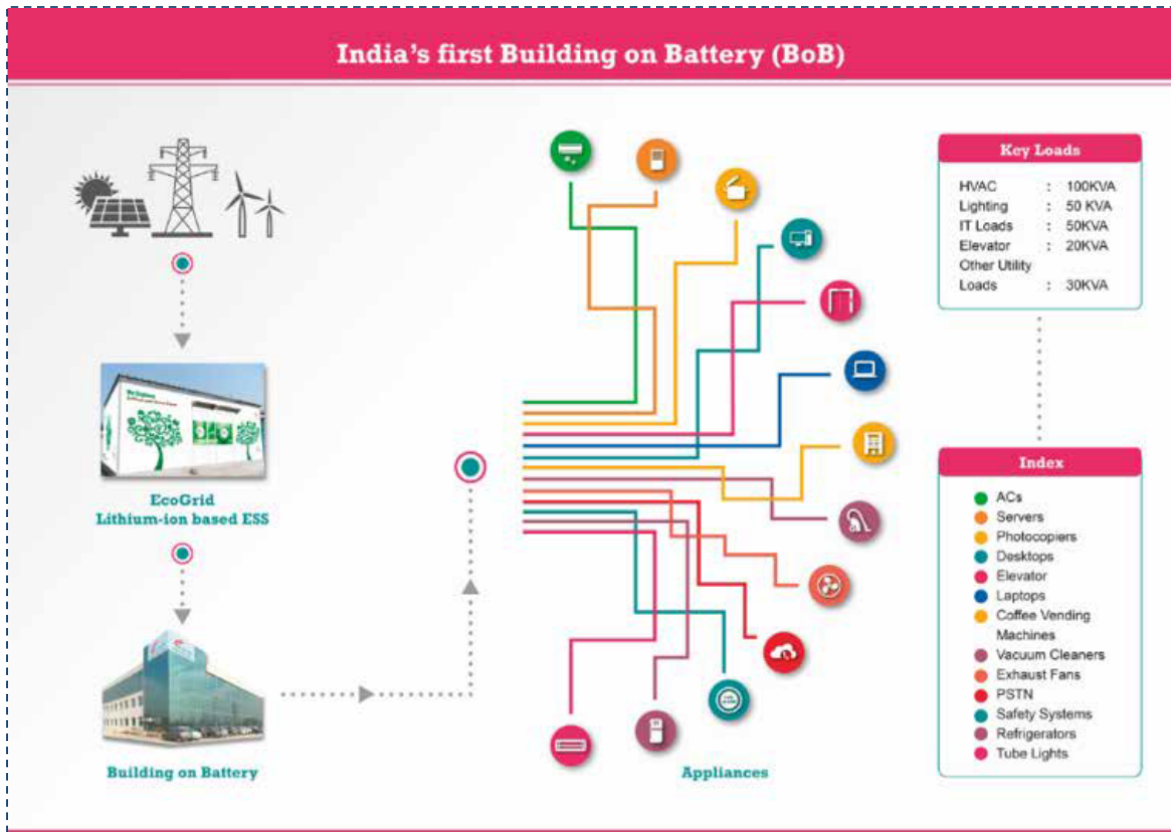 India's first Building on Battery (BoB)
Key Loads
HVAC : 100KVA
Lighting : 50 KVA
IT Loads : 50KVA
Elevator : 20KVA
Other Utility
Loads : 30KVA
EcoGrid
Lithium-ion based ESS
Building on Battery
Appliances
Index
ACs
Servers
Photocopiers
Desktops
Elevator
Laptops
Coffee Vending
Machines
Vacuum Cleaners
Exhaust Fans
PSTN
Safety Systems
Refrigerators
Tube Lights